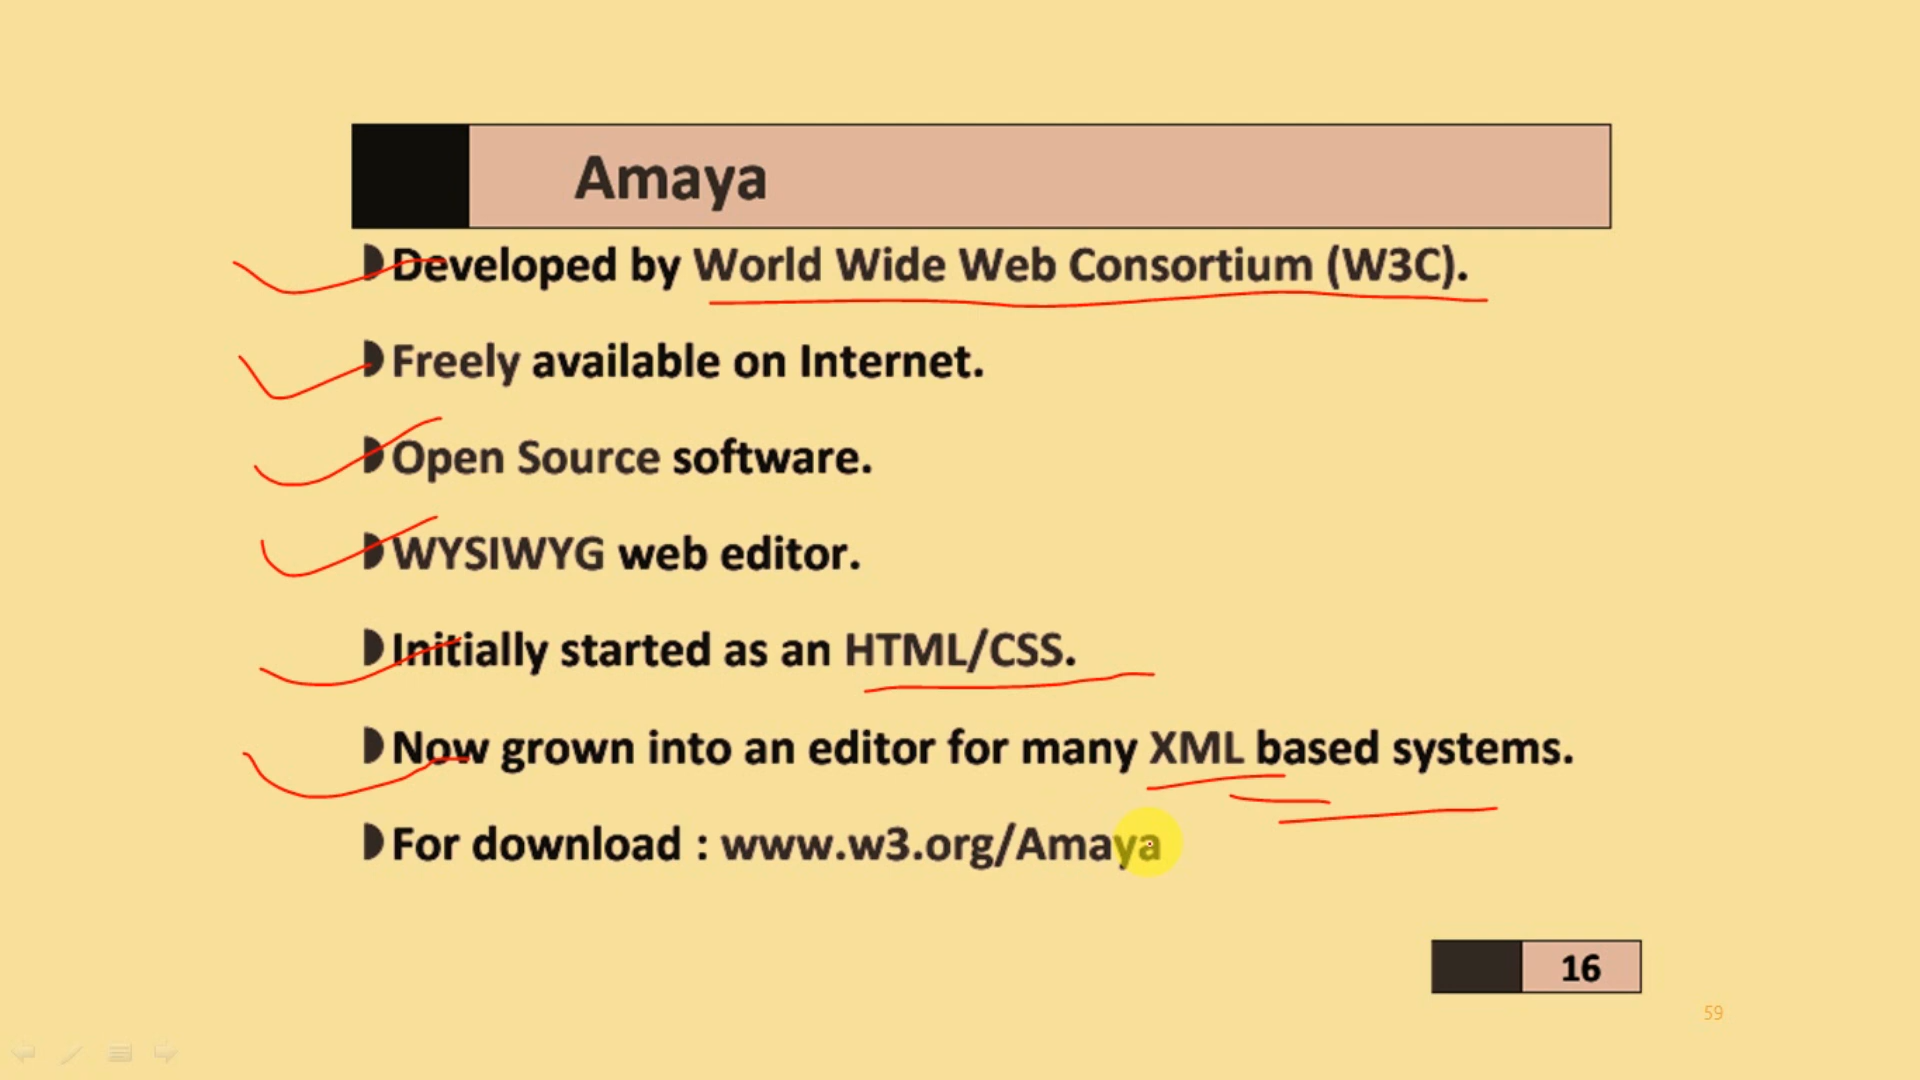 Amaya
Developed by World Wide Web Consortium (W3C).
Freely available on Internet.
Open Source software.
WYSIWYG web editor.
Initially started as an HTML/CSS.
Now grown into an editor for many XML based systems.
For download : www.w3.org/Amaya
16
59